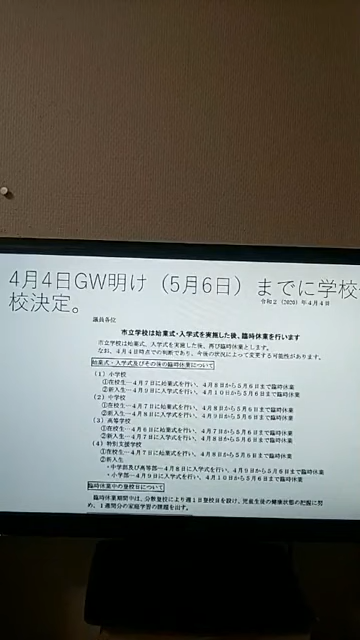 4月4日GW明け（5月6日）までに学校
校決定。
令和２（2020）年４月４日
議員各位
市立学校は始業式・入学式を実施した後、臨時休業を行います
市立学校は始業式、入学式を実施した後、再び臨時休業とします。
なお、４月４日時点での判断であり、今後の状況によって変更する可能性があります。
始業式・入学式及びその後の臨時休業について
（1）小学校
①在校生―４月７日に始業式を行い、４月８日から５月６日まで臨時休業
②新入生―４月９日に入学式を行い、４月１０日から５月６日まで臨時休業
（2）中学校
①在校生―４月７日に始業式を行い、４月８日から５月６日まで臨時休業
②新入生―４月８日に入学式を行い、４月９日から５月６日まで臨時休業
（3）高等学校
①在校生―４月６日に始業式を行い、４月７日から５月６日まで臨時休業
②新入生―４月７日に入学式を行い、４月８日から５月６日まで臨時休業
（4）特別支援学校
①在校生―４月７日に始業式を行い、４月８日から５月６日まで臨時休業
②新入生
・中学部及び高等部―４月８日に入学式を行い、４月９日から５月６日まで臨時休業
・小学部―４月９日に入学式を行い、４月１０日から５月６日まで臨時休業
臨時休業中の登校日について
臨時休業期間中は、分散登校により週１日登校日を設け、児童生徒の健康状態の把握に努
め、１週間分の家庭学習の課題を出す。